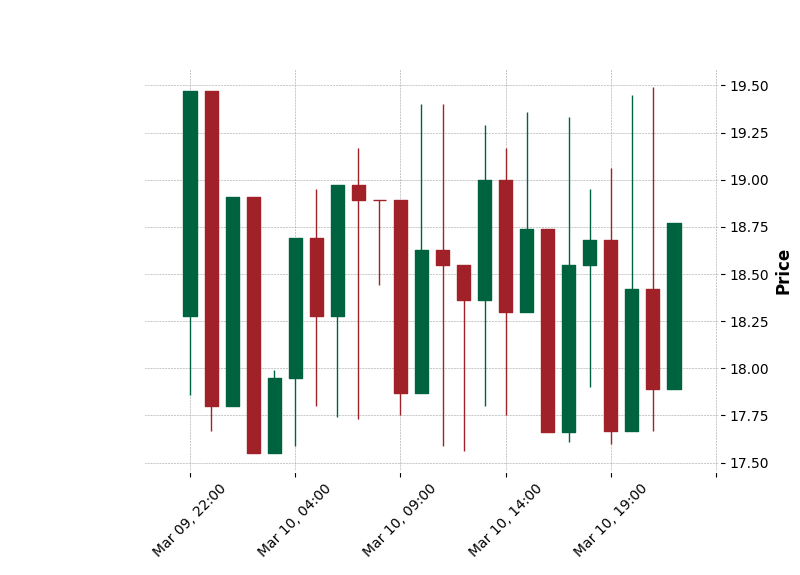 19.50
19.25
19.00
18.75
18.50
18.25
18.00
17.75
17.50
Price
Mar 09, 22:00
Mar 10, 04:00
Mar 10, 09:00
Mar 10, 14:00
Mar 10, 19:00